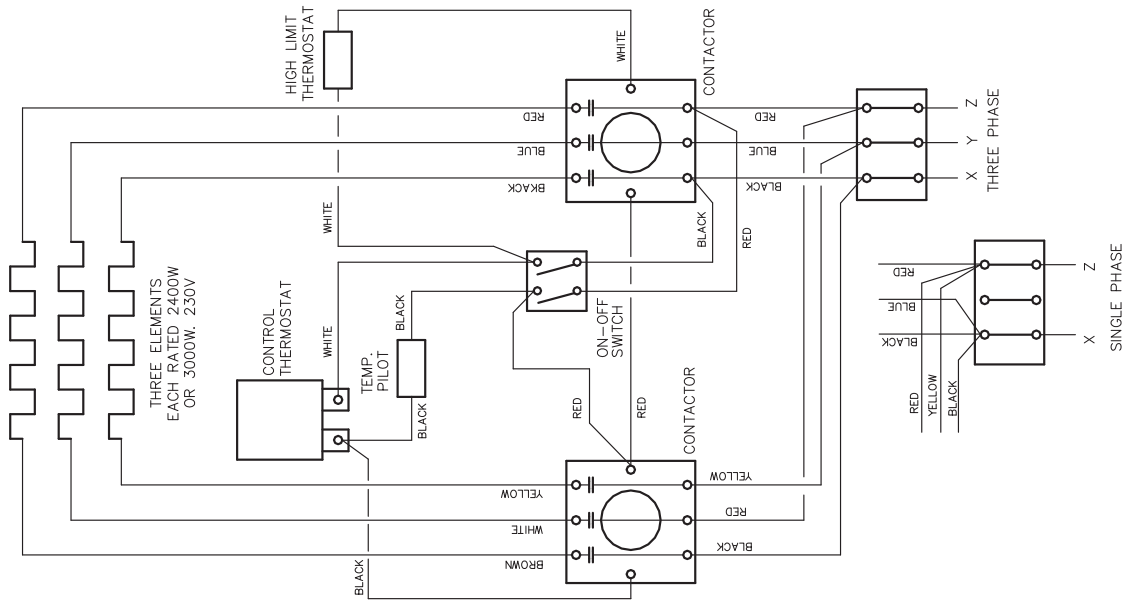 HIGH LIMIT
THERMOSTAT
WHITE
CONTACTOR
RED
BLUE
BKACK
RED
BLUE
BLACK
Z
Y
X
THREE PHASE
WHITE
BLACK
RED
THREE ELEMENTS
EACH RATED 2400W
OR 3000W. 230V
CONTROL
THERMOSTAT
WHITE
TEMP.
PILOT
BLACK
BLACK
ON-OFF
SWITCH
RED
RED
CONTACTOR
RED
BLUE
BLACK
RED
YELLOW
BLACK
Z
X
SINGLE PHASE
YELLOW
WHITE
BROWN
YELLOW
RED
BLACK
BLACK